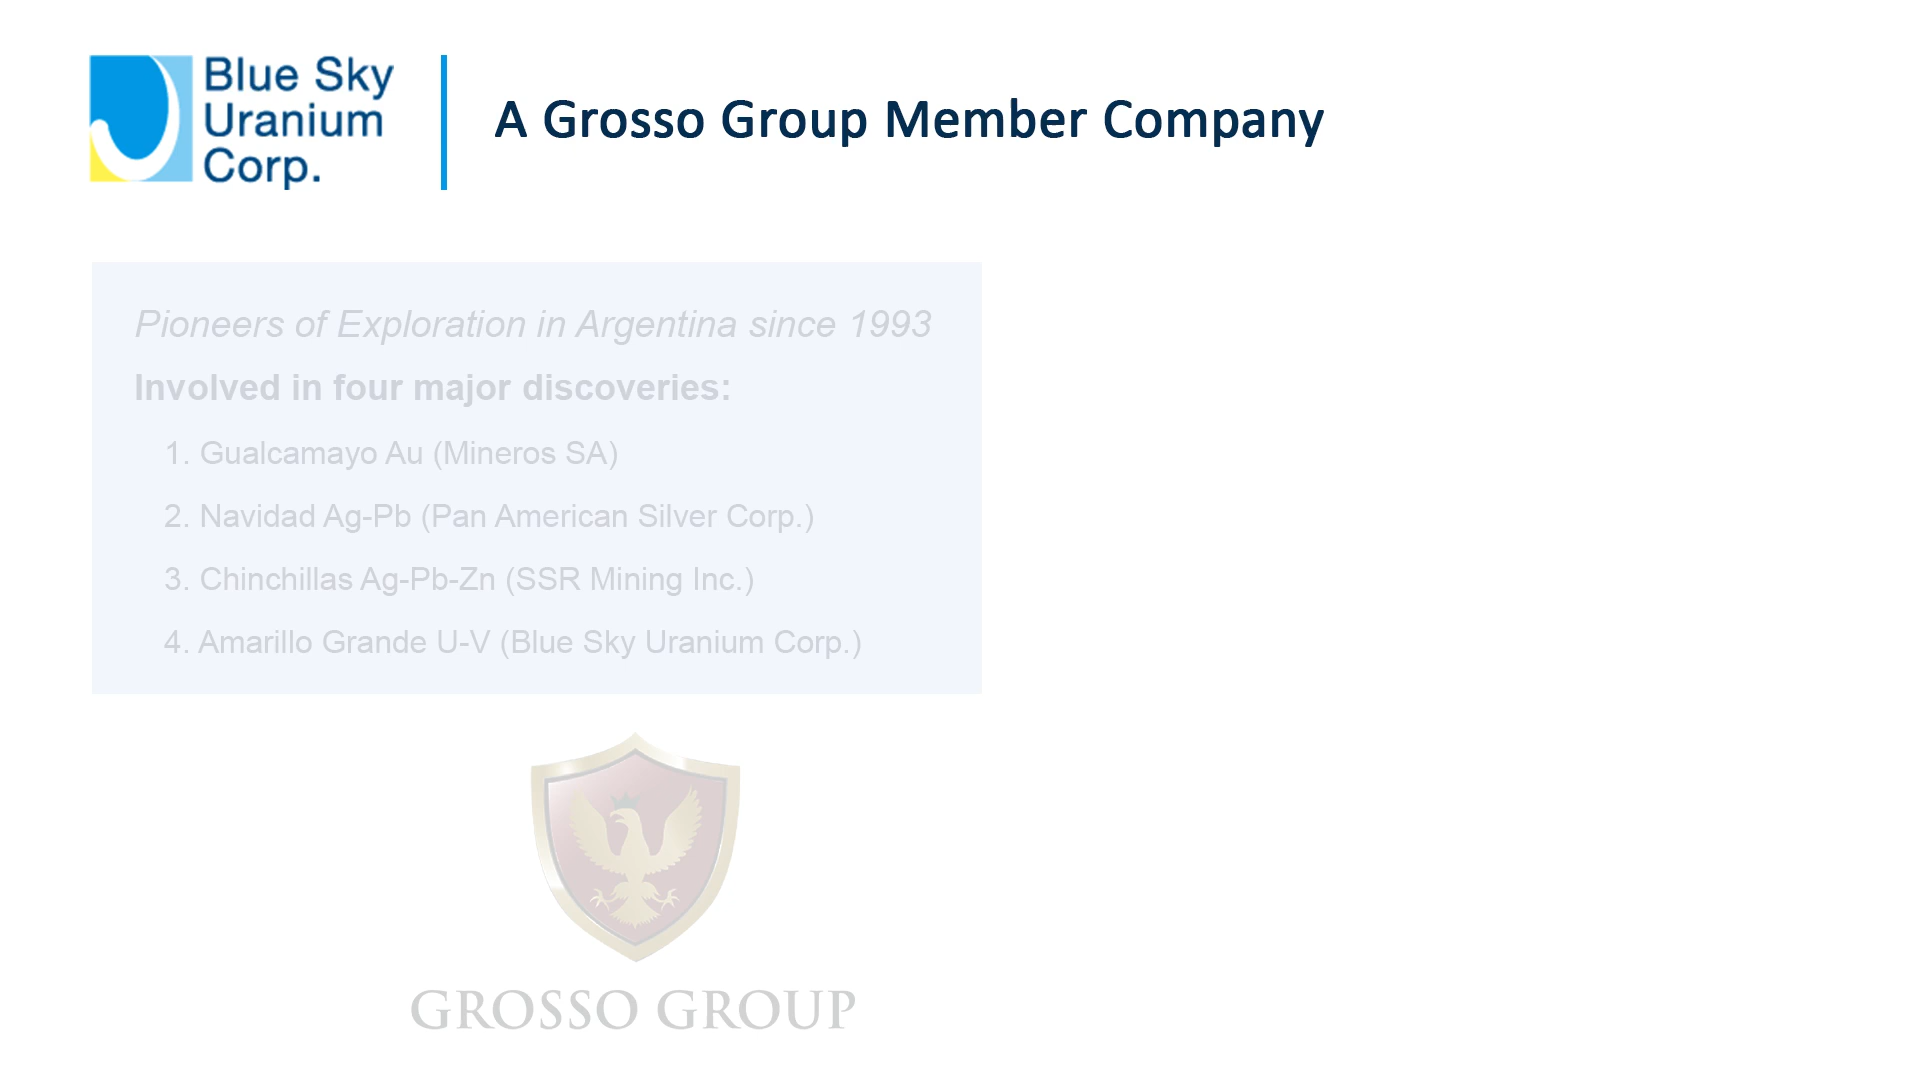 Blue Sky
Uranium
Corp.
A Grosso Group Member Company
Pioneers of Exploration in Argentina since 1993
Involved in four major discoveries:
1. Gualcamayo Au (Mineros SA)
2. Navidad Ag-Pb (Pan American Silver Corp.)
3. Chinchillas Ag-Pb-Zn (SSR Mining Inc.)
4. Amarillo Grande U-V (Blue Sky Uranium Corp.)
GROSSO GROUP